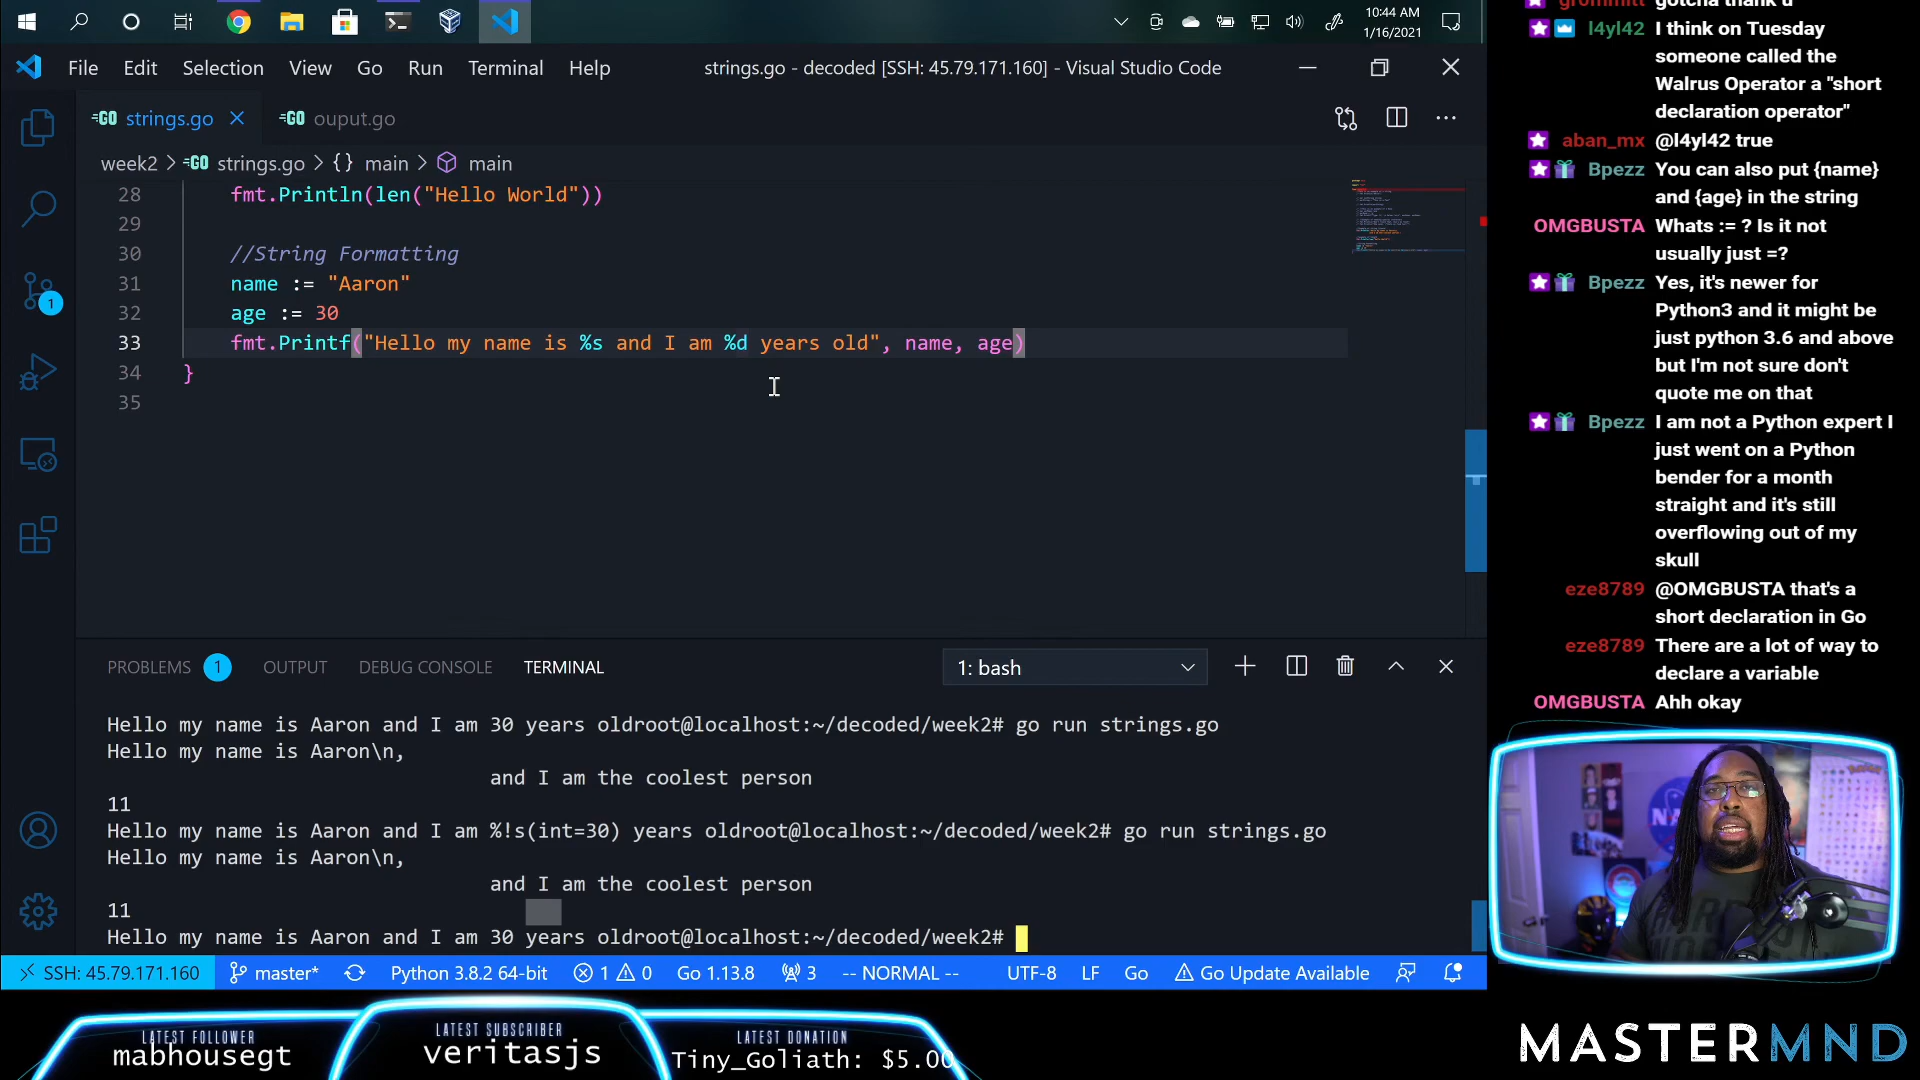 10:44 AM
1/16/2021
File Edit Selection View Go Run Terminal Help
strings.go - decoded [SSH: 45.79.171.160] - Visual Studio Code
GO strings.go
GO ouput.go
week2 > GO strings.go > {} main > main
28 fmt.Println(len("Hello World"))
29
30 //String Formatting
31 name := "Aaron"
32 age := 30
33 fmt.Printf("Hello my name is %s and I am %d years old", name, age)
34 }
35
PROBLEMS 1 OUTPUT DEBUG CONSOLE TERMINAL
1: bash
Hello my name is Aaron and I am 30 years oldroot@localhost:~/decoded/week2# go run strings.go
Hello my name is Aaron\n,
and I am the coolest person
11
Hello my name is Aaron and I am %!s(int=30) years oldroot@localhost:~/decoded/week2# go run strings.go
Hello my name is Aaron\n,
and I am the coolest person
11
Hello my name is Aaron and I am 30 years oldroot@localhost:~/decoded/week2#
SSH: 45.79.171.160 master* Python 3.8.2 64-bit 1 0 Go 1.13.8 3 -- NORMAL -- UTF-8 LF Go Go Update Available
gotcha thank u
l4yl42 I think on Tuesday
someone called the
Walrus Operator a "short
declaration operator"
aban_mx @l4yl42 true
Bpezz You can also put {name}
and {age} in the string
OMGBUSTA Whats := ? Is it not
usually just =?
Bpezz Yes, it's newer for
Python3 and it might be
just python 3.6 and above
but I'm not sure don't
quote me on that
Bpezz I am not a Python expert I
just went on a Python
bender for a month
straight and it's still
overflowing out of my
skull
eze8789 @OMGBUSTA that's a
short declaration in Go
eze8789 There are a lot of way to
declare a variable
OMGBUSTA Ahh okay
LATEST FOLLOWER
mabhousegt
LATEST SUBSCRIBER
veritasjs
LATEST DONATION
Tiny_Goliath: $5.00
MASTERMND